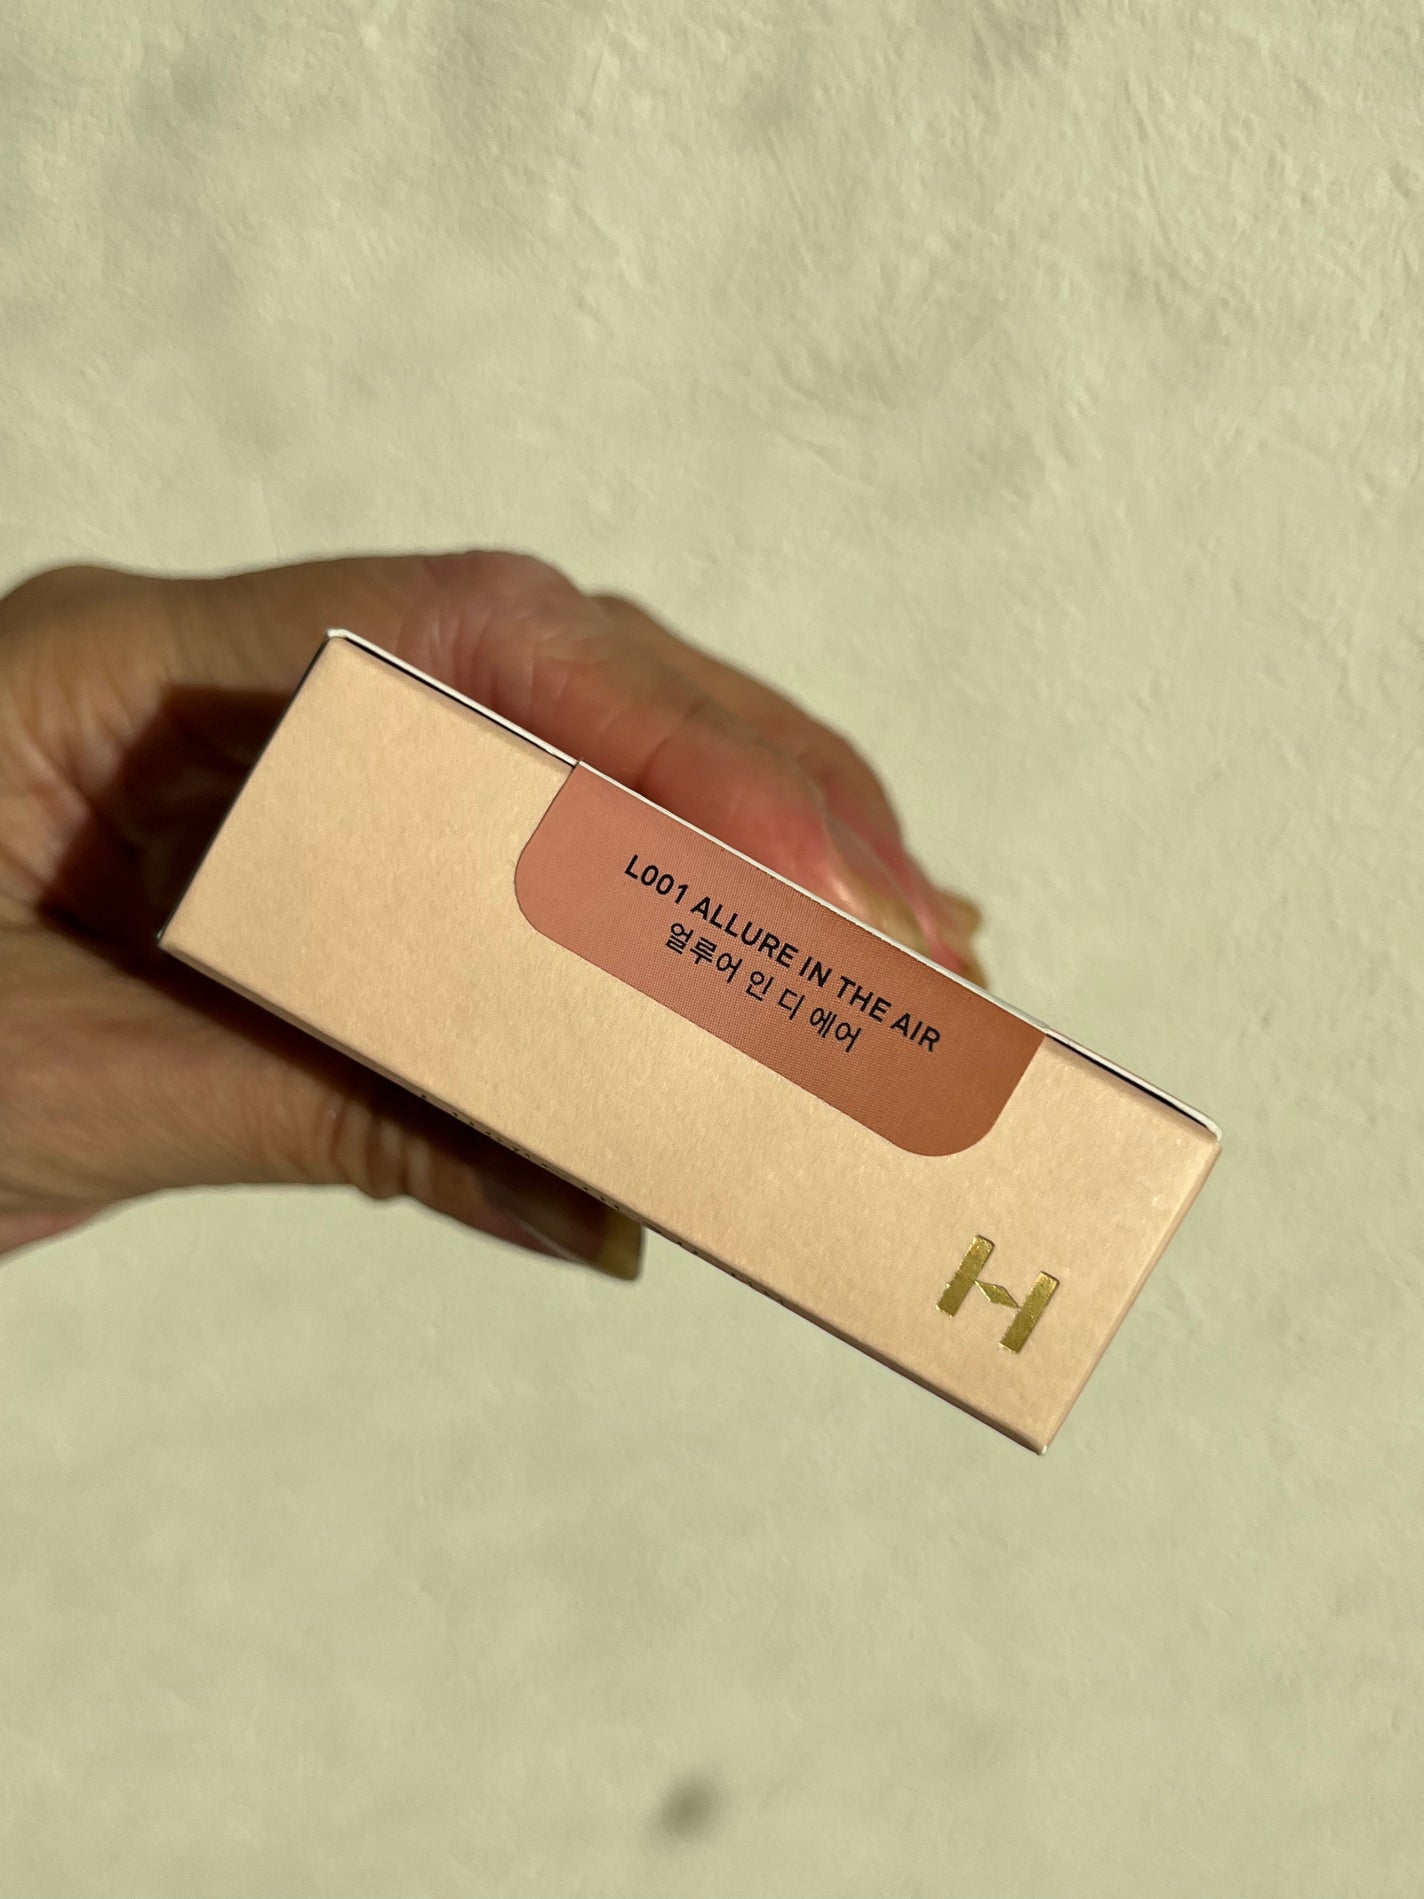 L001 ALLURE IN THE AIR
얼루어 인 디 에어
H